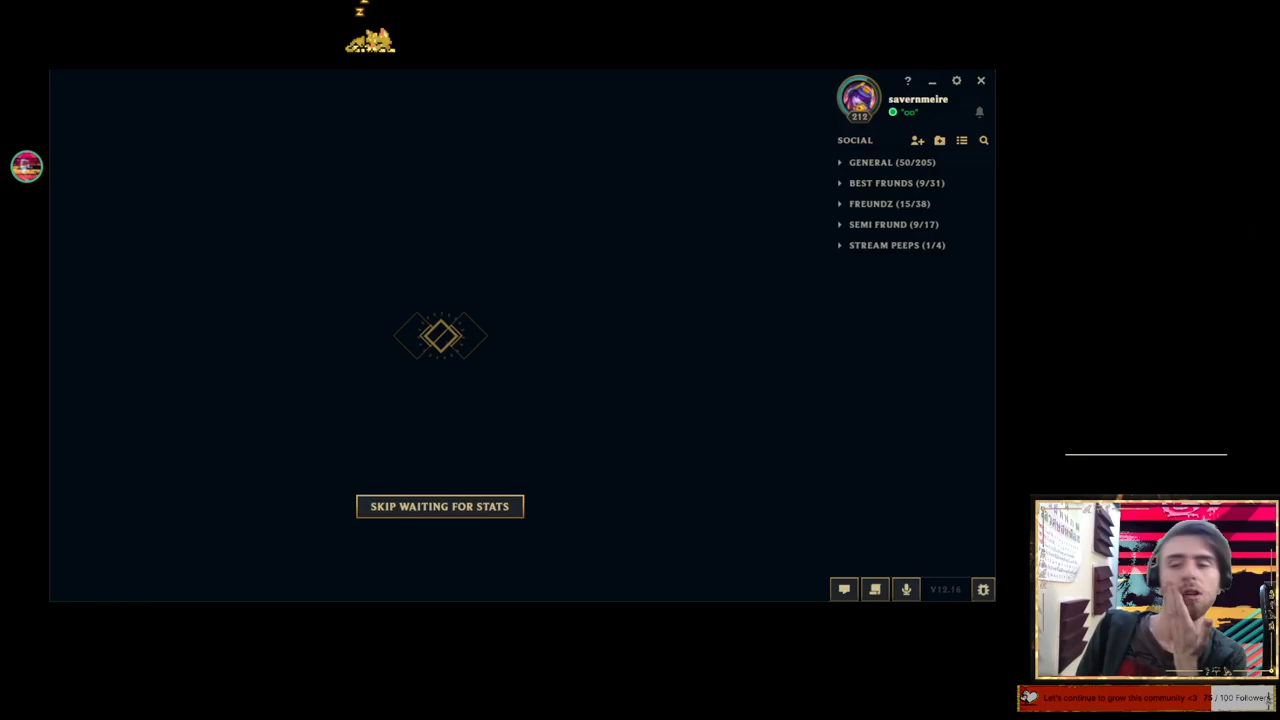 z
savernmeire
212
"oo"
SOCIAL
GENERAL (50/205)
BEST FRUNDS (9/31)
FREUNDZ (15/38)
SEMI FRUND (9/17)
STREAM PEEPS (1/4)
SKIP WAITING FOR STATS
V12.16
Let's continue to grow this community <3 75 / 100 Followers